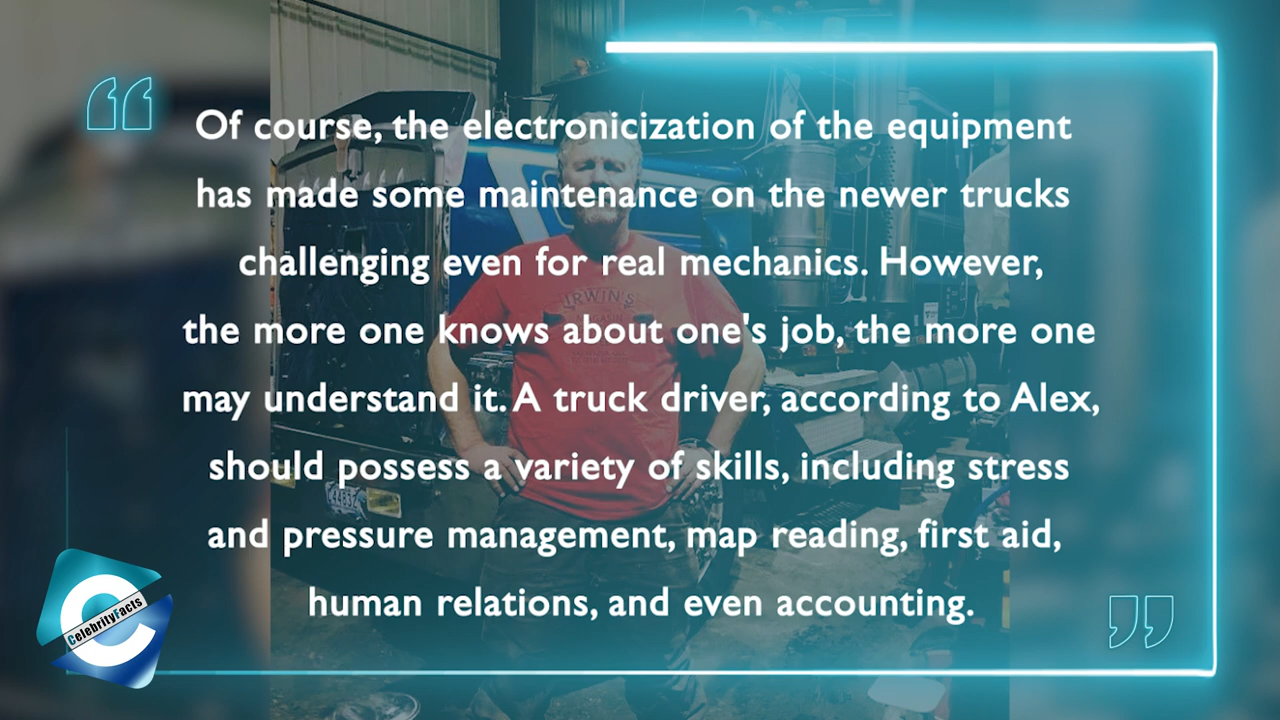 Of course, the electronicization of the equipment
has made some maintenance on the newer trucks
challenging even for real mechanics. However,
the more one knows about one's job, the more one
may understand it. A truck driver, according to Alex,
should possess a variety of skills, including stress
and pressure management, map reading, first aid,
human relations, and even accounting.
IRWIN'S
CelebrityFacts